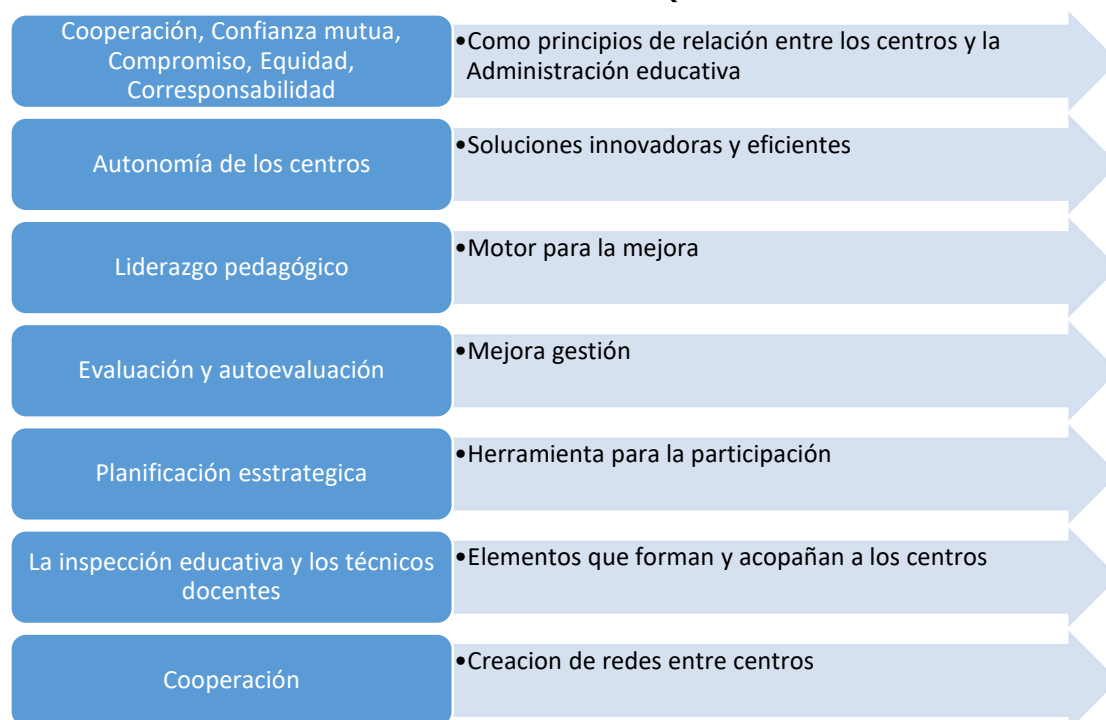 Cooperación, Confianza mutua,
Compromiso, Equidad,
Corresponsabilidad
•Como principios de relación entre los centros y la
Administración educativa
Autonomía de los centros
•Soluciones innovadoras y eficientes
Liderazgo pedagógico
•Motor para la mejora
Evaluación y autoevaluación
•Mejora gestión
Planificación esstrategica
•Herramienta para la participación
La inspección educativa y los técnicos
docentes
•Elementos que forman y acopañan a los centros
Cooperación
•Creacion de redes entre centros